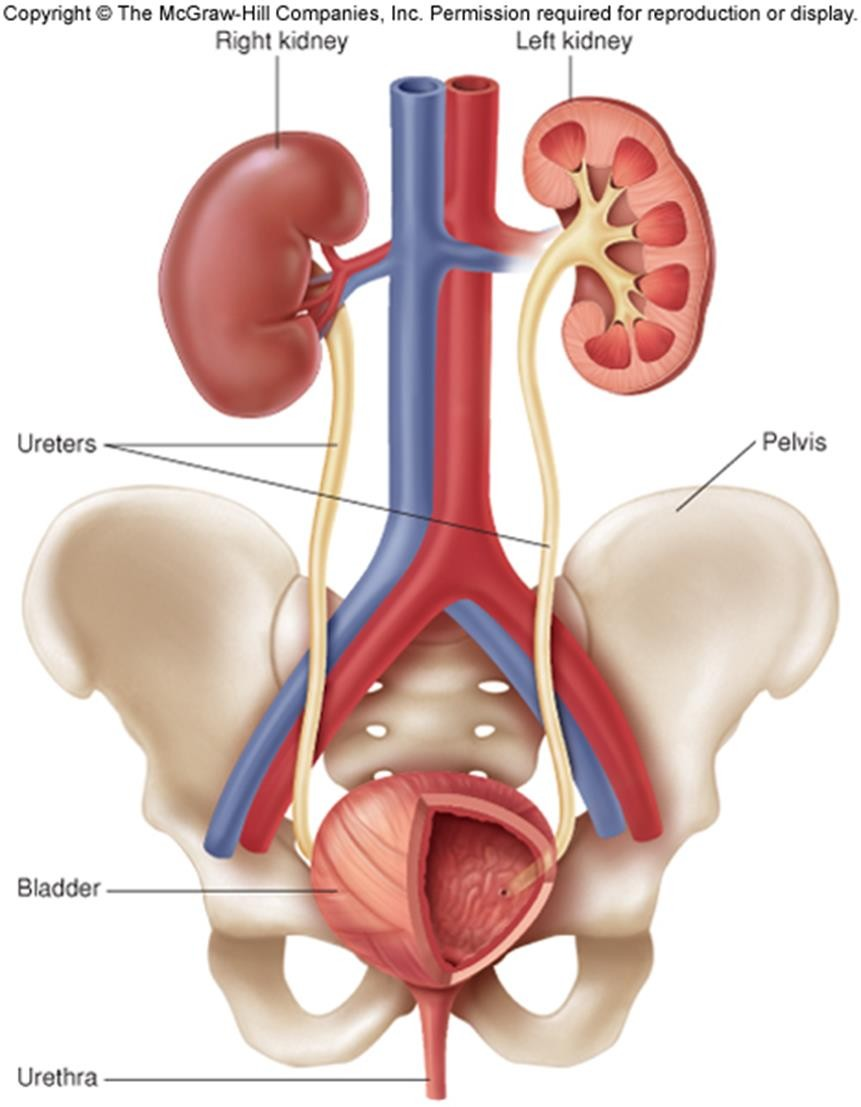 Copyright © The McGraw-Hill Companies, Inc. Permission required for reproduction or display.
Right kidney
Left kidney
Ureters
Pelvis
Bladder
Urethra